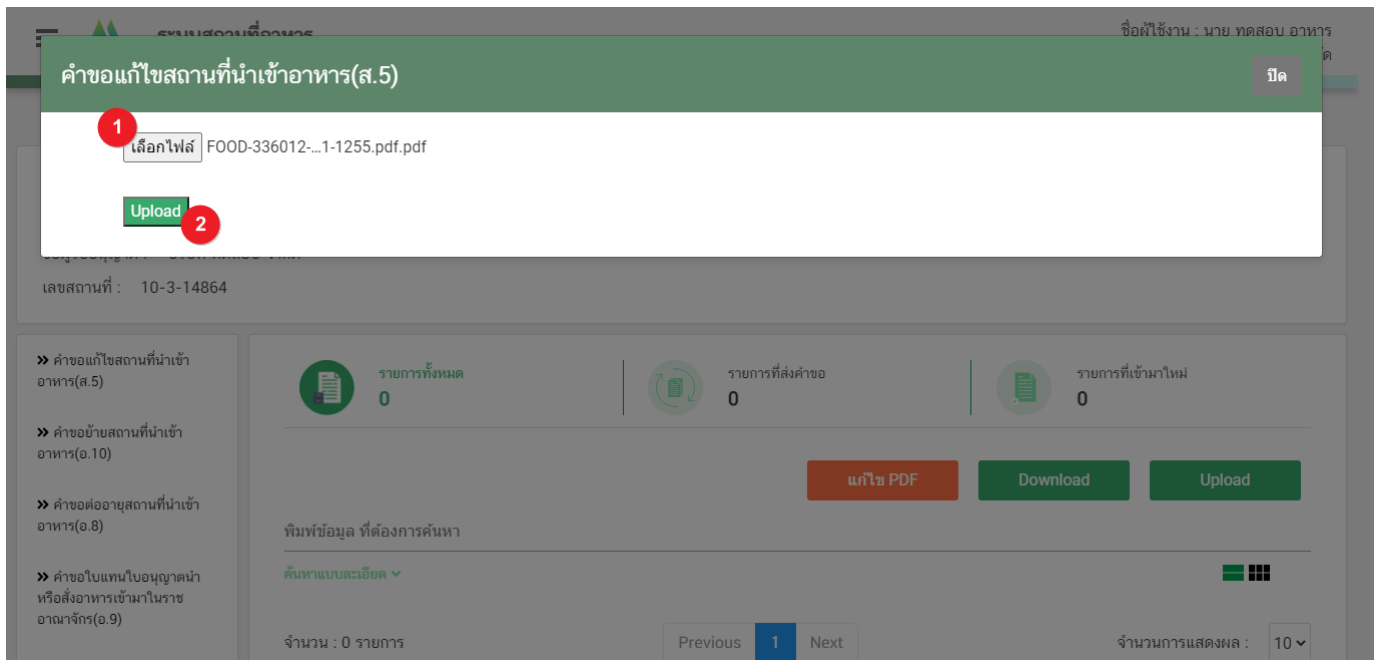 ระบบสถานที่อาหาร
ชื่อผู้ใช้งาน : นาย ทดสอบ อาหาร
คำขอแก้ไขสถานที่นำเข้าอาหาร(ส.5)
ปิด
1
เลือกไฟล์ FOOD-336012-...1-1255.pdf.pdf
Upload
2
เลขสถานที่ : 10-3-14864
คำขอแก้ไขสถานที่นำเข้า
อาหาร(ส.5)
คำขอย้ายสถานที่นำเข้า
อาหาร(อ.10)
คำขอต่ออายุสถานที่นำเข้า
อาหาร(อ.8)
คำขอใบแทนใบอนุญาตนำ
หรือสั่งอาหารเข้ามาในราช
อาณาจักร(อ.9)
รายการทั้งหมด
0
รายการที่ส่งคำขอ
0
รายการที่เข้ามาใหม่
0
แก้ไข PDF Download Upload
พิมพ์ข้อมูล ที่ต้องการค้นหา
ค้นหาแบบละเอียด
จำนวน : 0 รายการ Previous 1 Next จำนวนการแสดงผล : 10